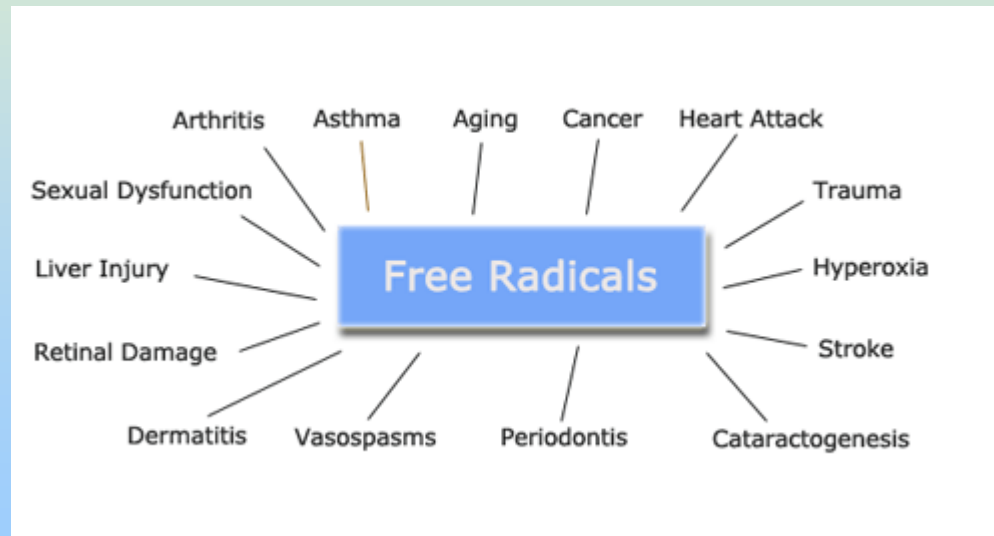 Arthritis Asthma Aging Cancer Heart Attack
Sexual Dysfunction Trauma
Liver Injury Free Radicals Hyperoxia
Retinal Damage Stroke
Dermatitis Vasospasms Periodontis Cataractogenesis